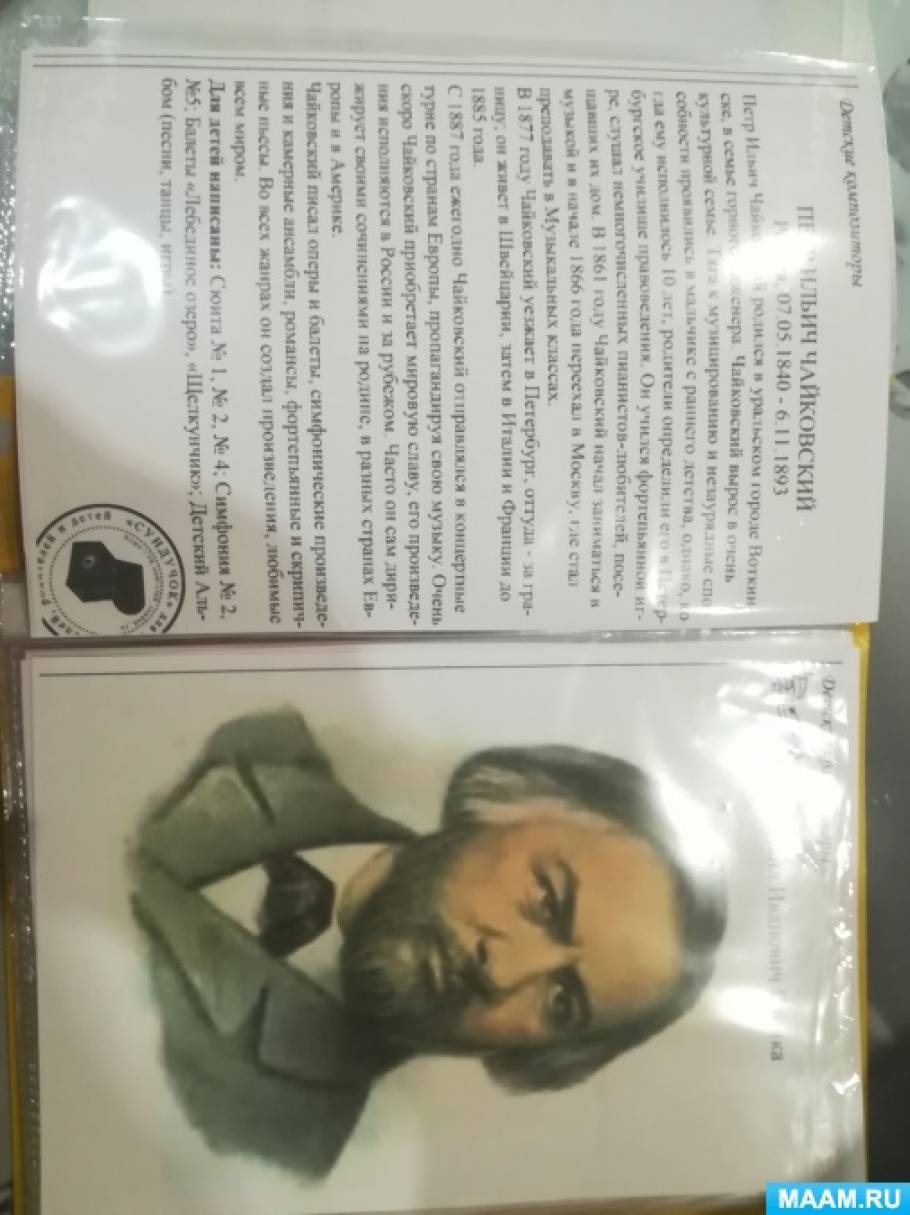 Детские композиторы
ИЛЬИЧ ЧАЙКОВСКИЙ
07.05.1840 - 6.11.1893
Петр Ильич родился в уральском городе Воткин-
ске, в семье горного Чайковский вырос в очень
культурной семье. Тяга к музицированию и незаурядные спо
собности проявились в мальчике с раннего детства, однако, ко
гда ему исполнилось 10 лет, родители определили его в Петер-
бургское училище правоведения. Он учился фортепьянной иг-
ре, слушал немногочисленных пианистов-любителей, посе-
щавших их дом. В 1861 году Чайковский начал заниматься в
музыкой и в начале 1866 года переехал в Москву, где стал
преподавать в Музыкальных классах.
В 1877 году Чайковский уезжает в Петербург, оттуда - за гра-
ницу; он живет в Швейцарии, затем в Италии и Франции до
1885 года.
С 1887 года ежегодно Чайковский отправлялся в концертные
турне по странам Европы, пропагандируя свою музыку. Очень
скоро Чайковский приобретает мировую славу, его произведе-
ния исполняются в России и за рубежом. Часто он сам дири-
жирует своими сочинениями на родине, в разных странах Ев-
ропы и в Америке.
Чайковский писал оперы и балеты, симфонические произведе-
ния и камерные ансамбли, романсы, фортепьянные и скрипич-
ные пьесы. Во всех жанрах он создал произведения, любимые
всем миром.
Для детей написаны: Сюита № 1, № 2, № 4; Симфония № 2,
№5; Балеты «Лебединое озеро», «Щелкунчик»; Детский Аль-
бом (песни, танцы, игры)
«СУНДУЧОК» для
и детей
Иванович
MAAM.RU